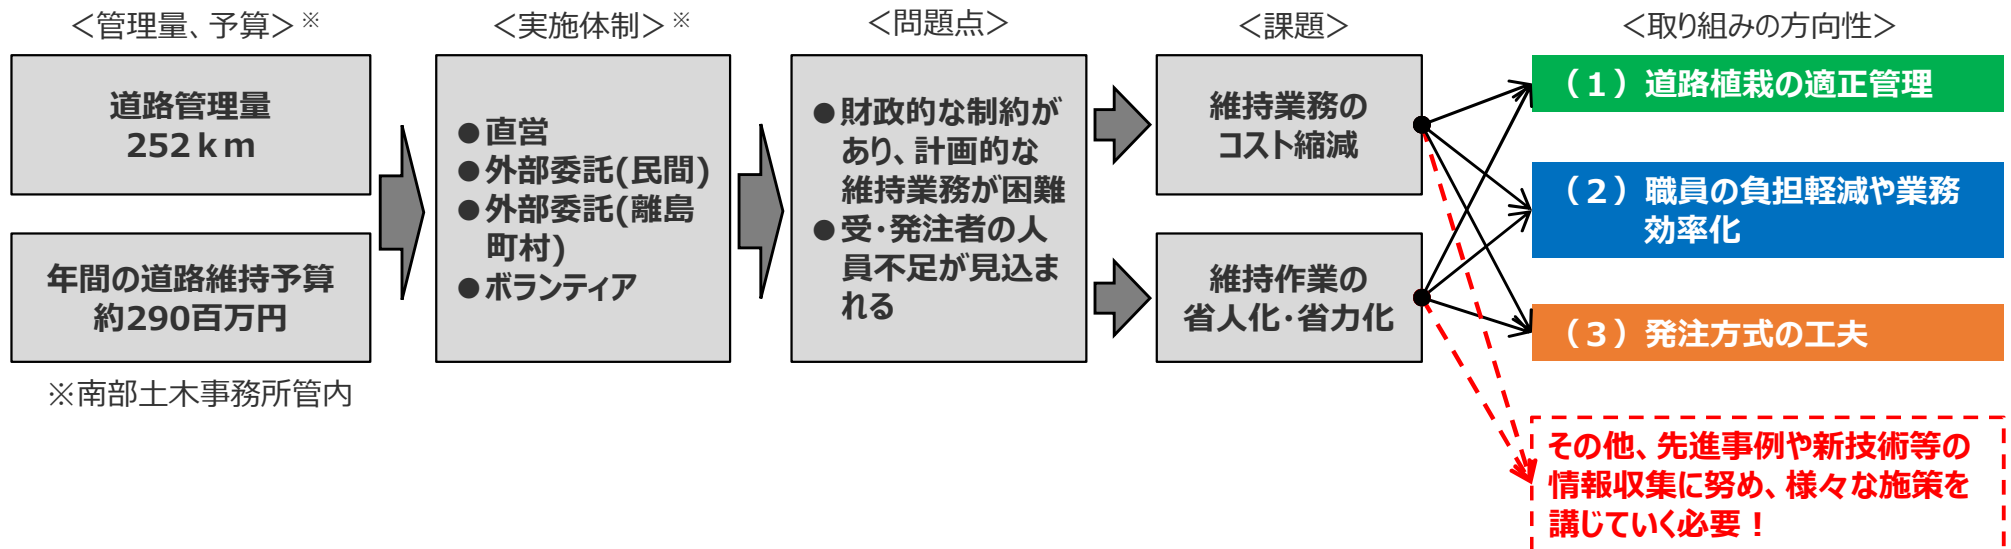 ＜管理量、予算＞※
道路管理量
252ｋｍ
年間の道路維持予算
約290百万円
※南部土木事務所管内
＜実施体制＞※
●直営
●外部委託(民間)
●外部委託(離島
町村)
●ボランティア
＜問題点＞
●財政的な制約が
あり、計画的な
維持業務が困難
●受・発注者の人
員不足が見込ま
れる
＜課題＞
維持業務の
コスト縮減
維持作業の
省人化・省力化
＜取り組みの方向性＞
（１）道路植栽の適正管理
（２）職員の負担軽減や業務
効率化
（３）発注方式の工夫
その他、先進事例や新技術等の
情報収集に努め、様々な施策を
講じていく必要！